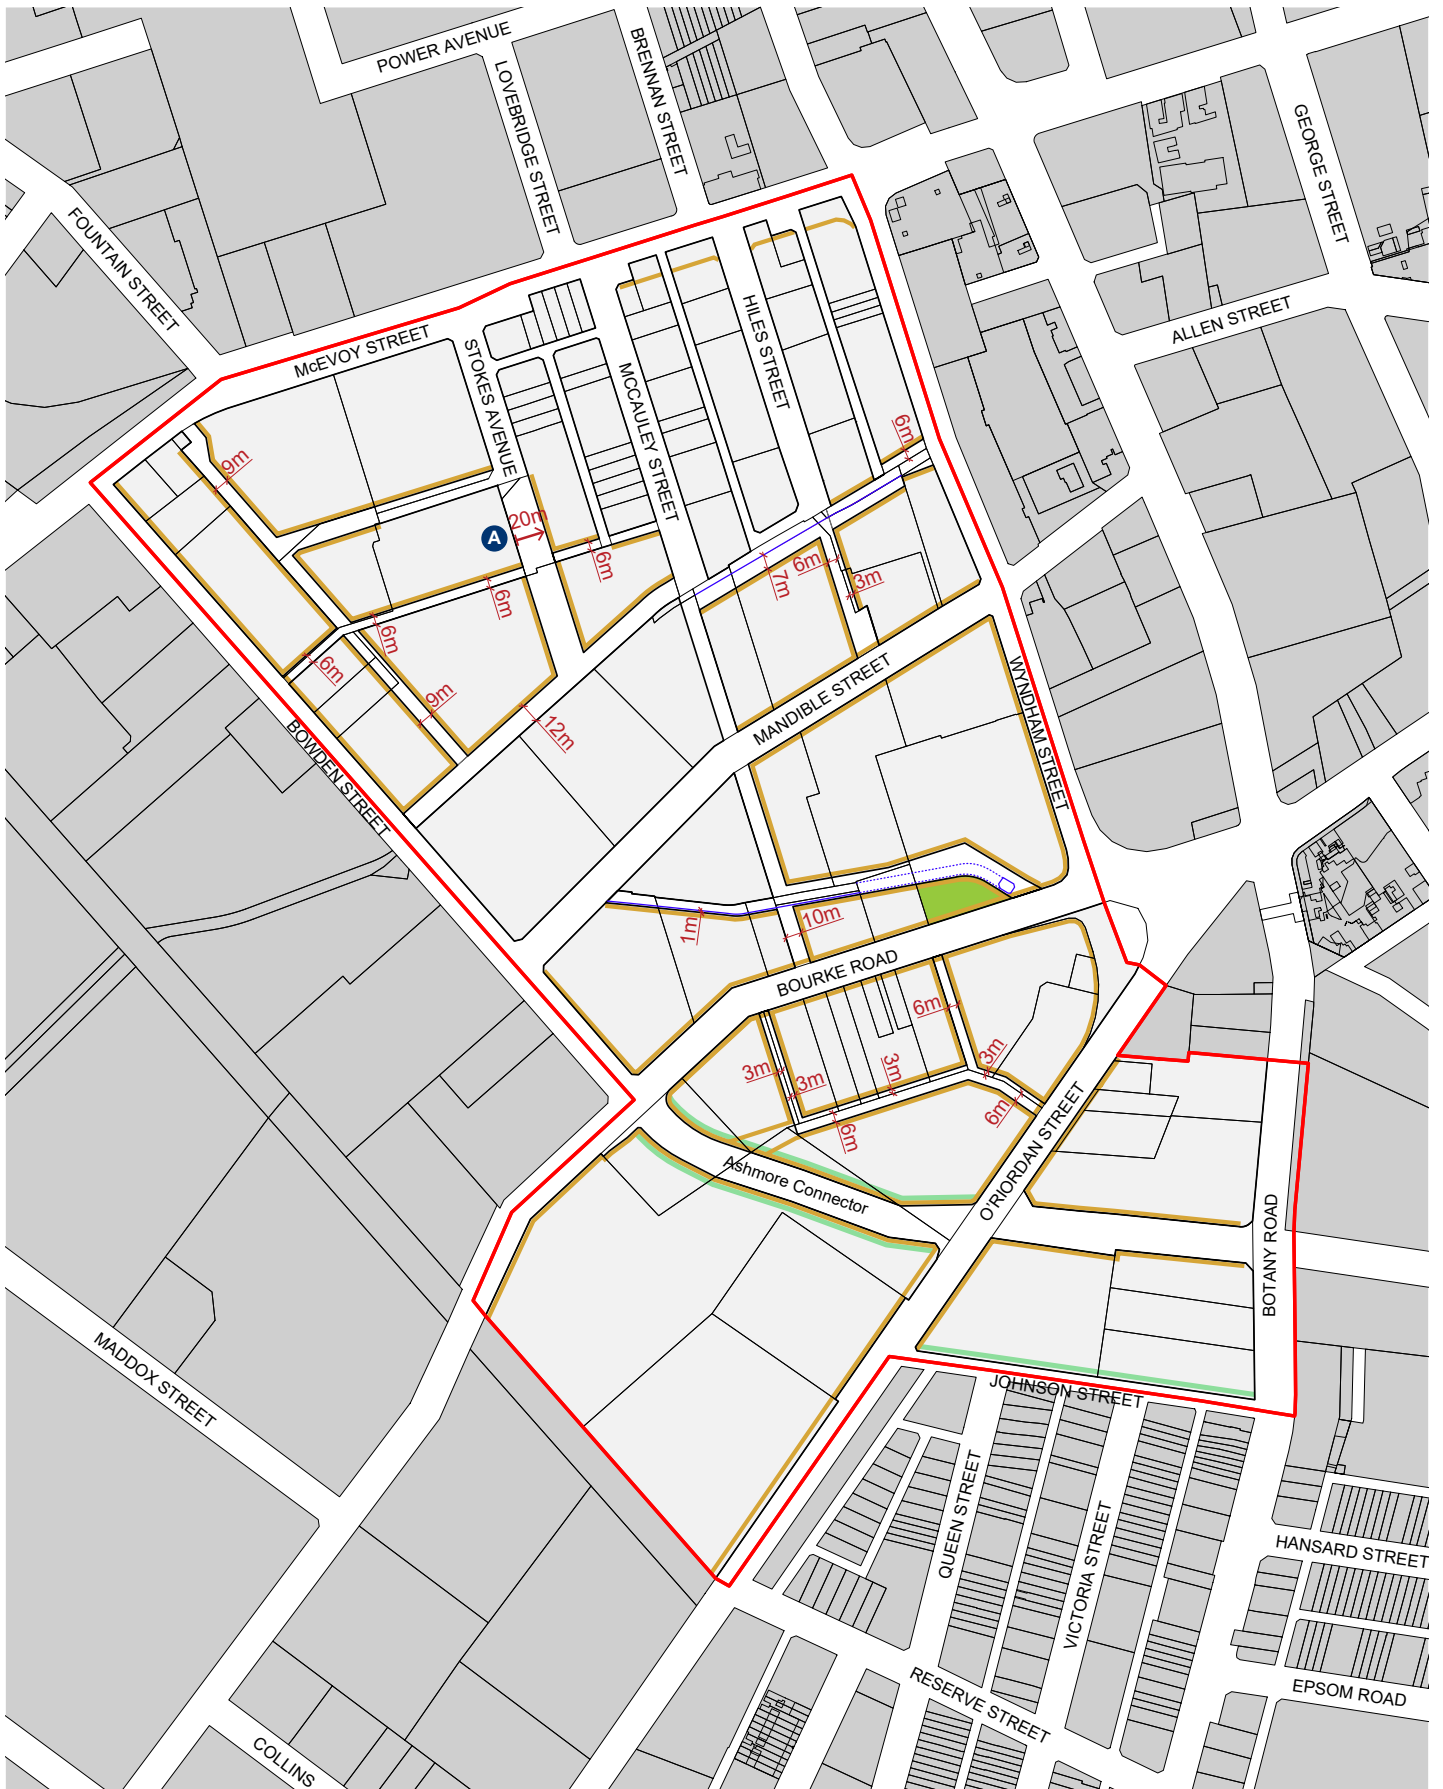 POWER AVENUE
LOVEBRIDGE STREET
BRENNAN STREET
GEORGE STREET
FOUNTAIN STREET
ALLEN STREET
McEVOY STREET
STOKES AVENUE
MCCAULEY STREET
HILES STREET
6m
9m
20m
A
6m
7m
6m
3m
6m
6m
6m
9m
12m
MANDIBLE STREET
WYNDHAM STREET
BOWDEN STREET
1m
10m
BOURKE ROAD
6m
3m
3m
3m
3m
6m
6m
O'RIORDAN STREET
Ashmore Connector
BOTANY ROAD
MADDOX STREET
JOHNSON STREET
QUEEN STREET
VICTORIA STREET
HANSARD STREET
RESERVE STREET
EPSOM ROAD
COLLINS